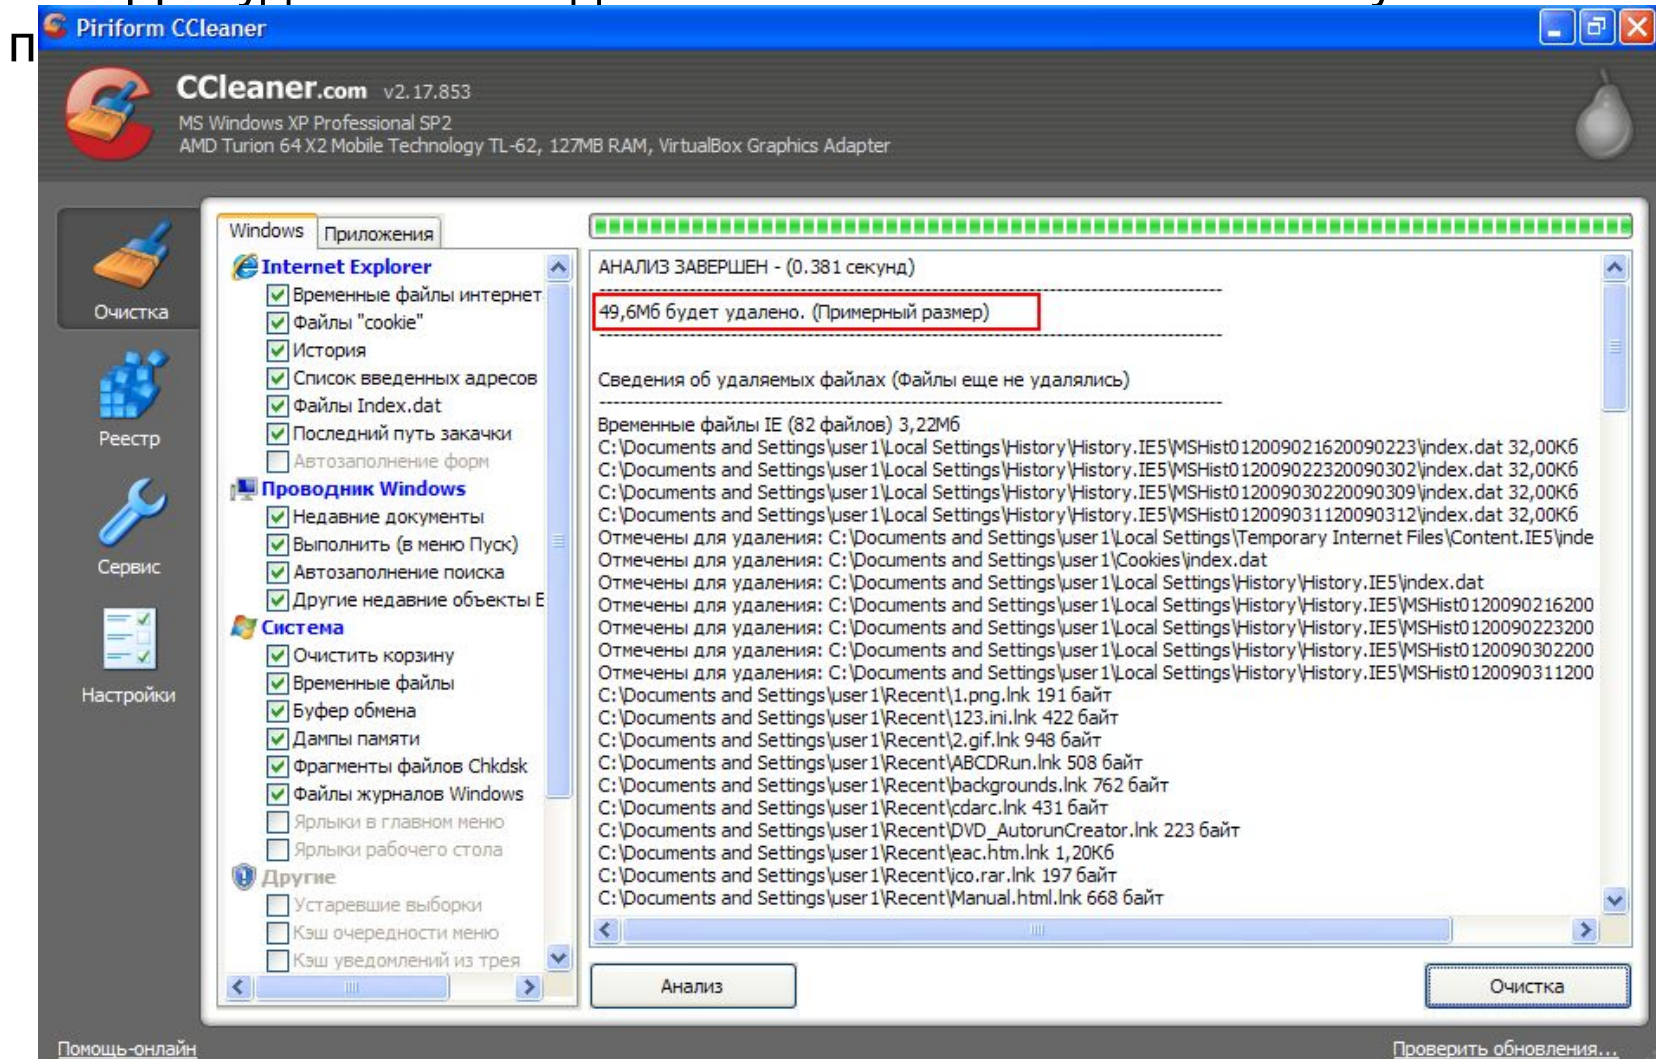 Piriform CCleaner
п
CCleaner.com v2.17.853
MS Windows XP Professional SP2
AMD Turion 64 X2 Mobile Technology TL-62, 127MB RAM, VirtualBox Graphics Adapter
Очистка
Реестр
Сервис
Настройки
Windows Приложения
Internet Explorer
Временные файлы интернет
Файлы "cookie"
История
Список введенных адресов
Файлы Index.dat
Последний путь закачки
Автозаполнение форм
Проводник Windows
Недавние документы
Выполнить (в меню Пуск)
Автозаполнение поиска
Другие недавние объекты Е
Система
Очистить корзину
Временные файлы
Буфер обмена
Дампы памяти
Фрагменты файлов Chkdsk
Файлы журналов Windows
Ярлыки в главном меню
Ярлыки рабочего стола
Другие
Устаревшие выборки
Кэш очередности меню
Кэш уведомлений из трея
АНАЛИЗ ЗАВЕРШЕН - (0.381 секунд)
49,6Мб будет удалено. (Примерный размер)
Сведения об удаляемых файлах (Файлы еще не удалялись)
Временные файлы IE (82 файлов) 3,22Мб
C:\Documents and Settings\user1\Local Settings\History\History.IE5\MSHist012009021620090223\index.dat 32,00Кб
C:\Documents and Settings\user1\Local Settings\History\History.IE5\MSHist012009022320090302\index.dat 32,00Кб
C:\Documents and Settings\user1\Local Settings\History\History.IE5\MSHist012009030220090309\index.dat 32,00Кб
C:\Documents and Settings\user1\Local Settings\History\History.IE5\MSHist012009031120090312\index.dat 32,00Кб
Отмечены для удаления: C:\Documents and Settings\user1\Local Settings\Temporary Internet Files\Content.IE5\inde
Отмечены для удаления: C:\Documents and Settings\user1\Cookies\index.dat
Отмечены для удаления: C:\Documents and Settings\user1\Local Settings\History\History.IE5\index.dat
Отмечены для удаления: C:\Documents and Settings\user1\Local Settings\History\History.IE5\MSHist0120090216200
Отмечены для удаления: C:\Documents and Settings\user1\Local Settings\History\History.IE5\MSHist0120090223200
Отмечены для удаления: C:\Documents and Settings\user1\Local Settings\History\History.IE5\MSHist0120090302200
Отмечены для удаления: C:\Documents and Settings\user1\Local Settings\History\History.IE5\MSHist0120090311200
C:\Documents and Settings\user1\Recent\1.png.lnk 191 байт
C:\Documents and Settings\user1\Recent\123.ini.lnk 422 байт
C:\Documents and Settings\user1\Recent\2.gif.lnk 948 байт
C:\Documents and Settings\user1\Recent\ABCDRun.lnk 508 байт
C:\Documents and Settings\user1\Recent\backgrounds.lnk 762 байт
C:\Documents and Settings\user1\Recent\cdarc.lnk 431 байт
C:\Documents and Settings\user1\Recent\DVD_AutorunCreator.lnk 223 байт
C:\Documents and Settings\user1\Recent\eac.htm.lnk 1,20Кб
C:\Documents and Settings\user1\Recent\ico.rar.lnk 197 байт
C:\Documents and Settings\user1\Recent\Manual.html.lnk 668 байт
Анализ
Очистка
Помощь-онлайн
Проверить обновления...